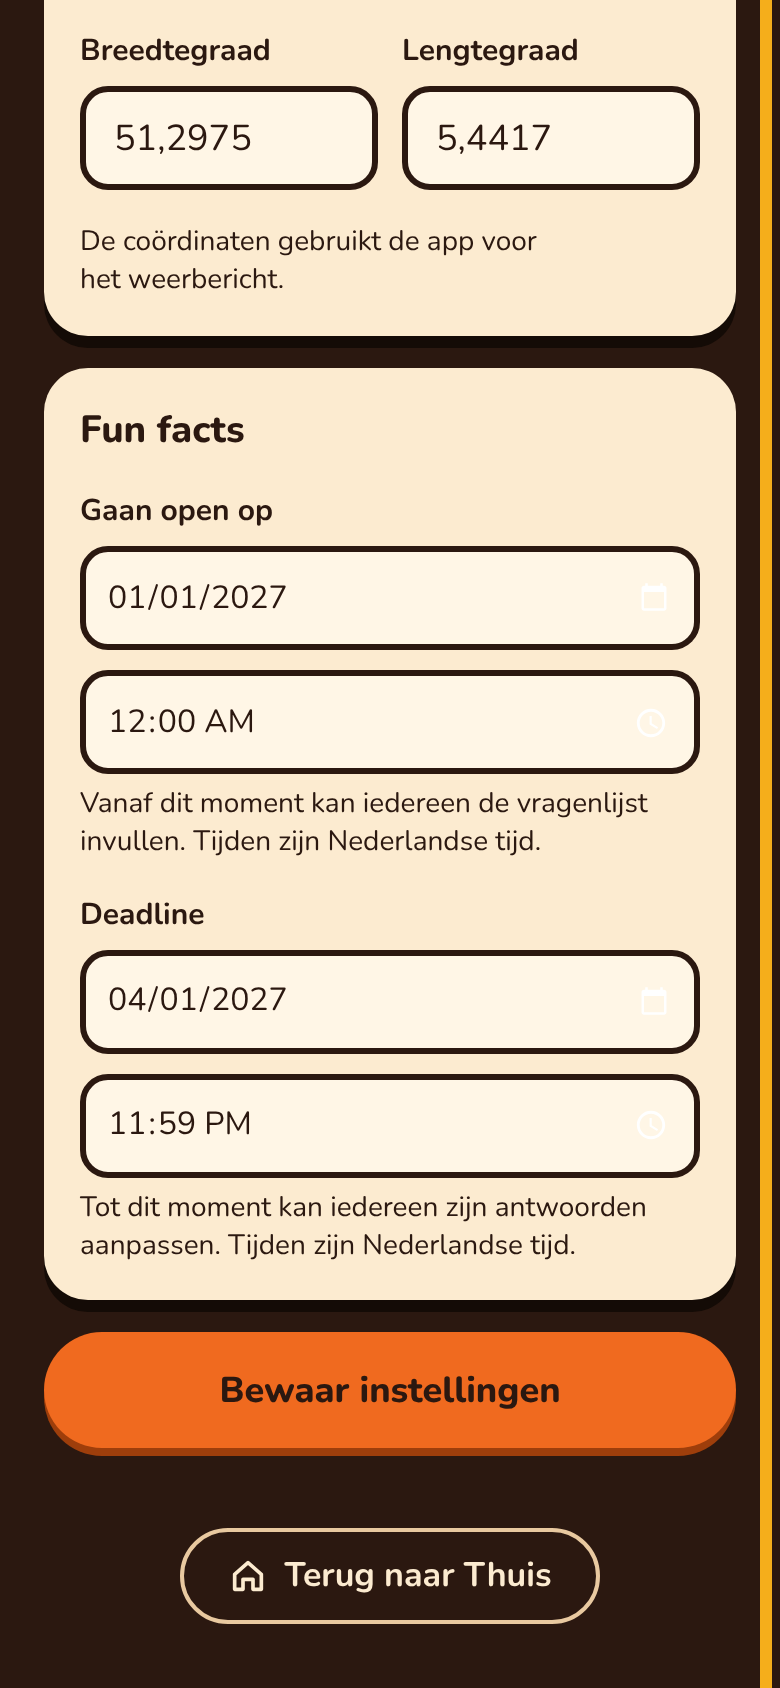 Breedtegraad
Lengtegraad
51,2975
5,4417
De coördinaten gebruikt de app voor
het weerbericht.
Fun facts
Gaan open op
01/01/2027
12:00 AM
Vanaf dit moment kan iedereen de vragenlijst
invullen. Tijden zijn Nederlandse tijd.
Deadline
04/01/2027
11:59 PM
Tot dit moment kan iedereen zijn antwoorden
aanpassen. Tijden zijn Nederlandse tijd.
Bewaar instellingen
Terug naar Thuis